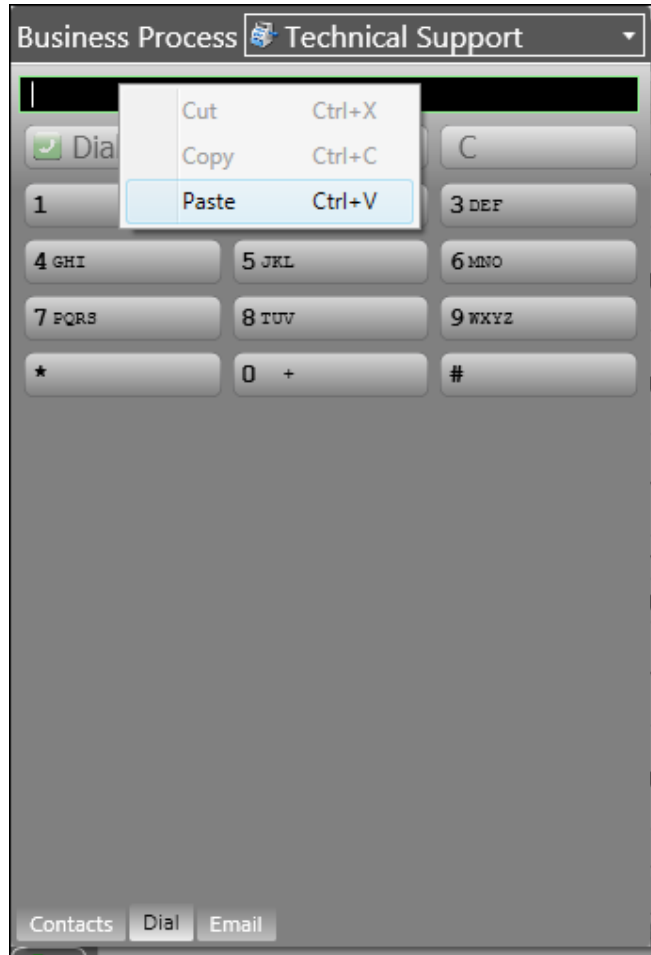 Business Process Technical Support
Cut Ctrl+X
Dial C
Copy Ctrl+C
Paste Ctrl+V
1 3 DEF
4 GHI 5 JKL 6 MNO
7 PQRS 8 TUV 9 WXYZ
* 0 + #
Contacts Dial Email